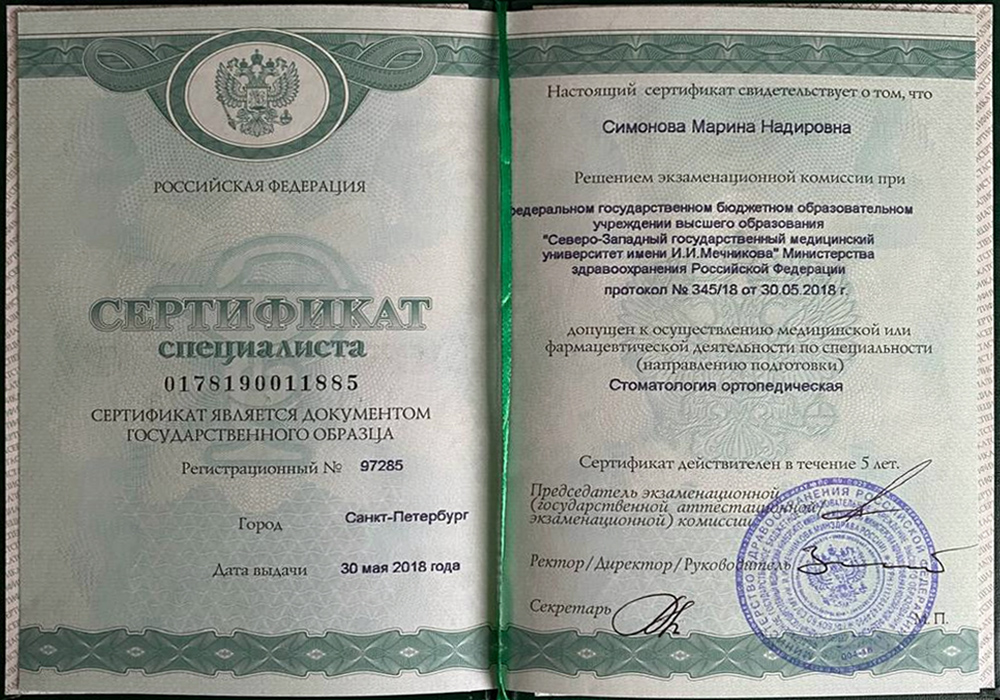 РОССИЙСКАЯ ФЕДЕРАЦИЯ
СЕРТИФИКАТ
специалиста
0178190011885
СЕРТИФИКАТ ЯВЛЯЕТСЯ ДОКУМЕНТОМ
ГОСУДАРСТВЕННОГО ОБРАЗЦА
Регистрационный № 97285
Город Санкт-Петербург
Дата выдачи 30 мая 2018 года
Настоящий сертификат свидетельствует о том, что
Симонова Марина Надировна
Решением экзаменационной комиссии при
федеральном государственном бюджетном образовательном
учреждении высшего образования
"Северо-Западный государственный медицинский
университет имени И.И.Мечникова" Министерства
здравоохранения Российской Федерации
протокол № 345/18 от 30.05.2018 г.
допущен к осуществлению медицинской или
фармацевтической деятельности по специальности
(направлению подготовки)
Стоматология ортопедическая
Сертификат действителен в течение 5 лет.
Председатель экзаменационной
(государственной аттестационной/
экзаменационной) комиссии
Ректор/Директор/Руководитель
Секретарь
М. П.